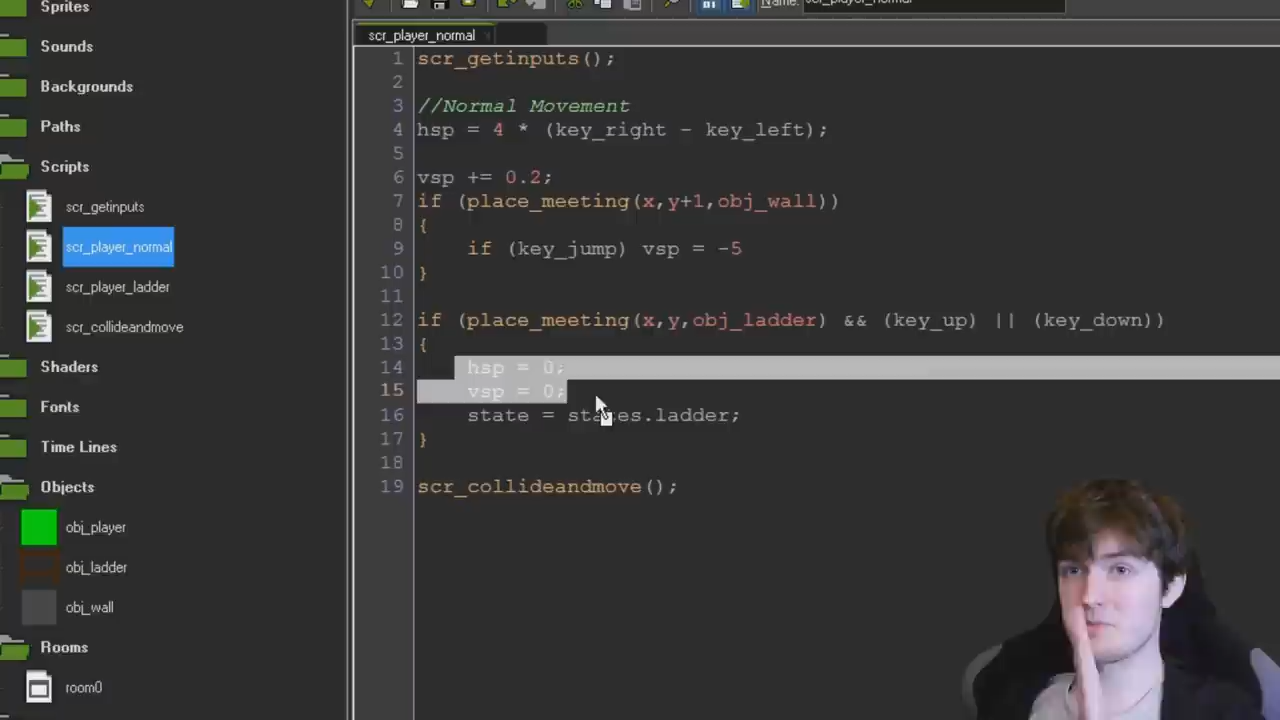 Sprites
Sounds
Backgrounds
Paths
Scripts
scr_getinputs
scr_player_normal
scr_player_ladder
scr_collideandmove
Shaders
Fonts
Time Lines
Objects
obj_player
obj_ladder
obj_wall
Rooms
room0
Name: scr_player_normal
scr_player_normal
1 scr_getinputs();
2
3 //Normal Movement
4 hsp = 4 * (key_right - key_left);
5
6 vsp += 0.2;
7 if (place_meeting(x,y+1,obj_wall))
8 {
9 if (key_jump) vsp = -5
10 }
11
12 if (place_meeting(x,y,obj_ladder) && (key_up) || (key_down))
13 {
14 hsp = 0;
15 vsp = 0;
16 state = states.ladder;
17 }
18
19 scr_collideandmove();